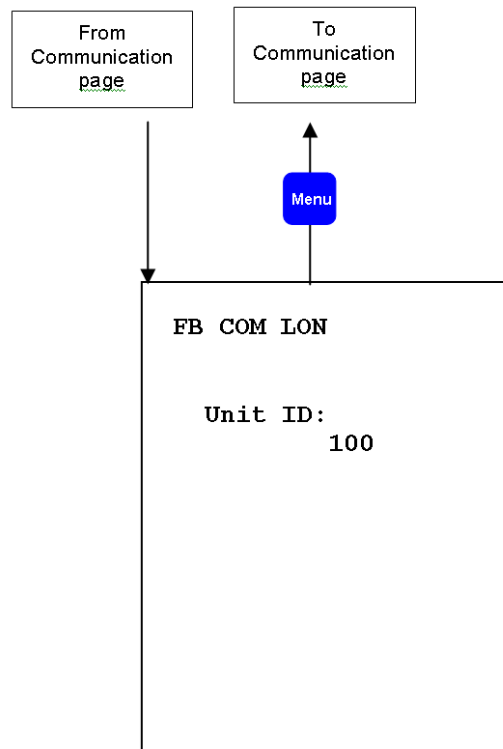 From
Communication
page
To
Communication
page
Menu
FB COM LON
Unit ID:
100